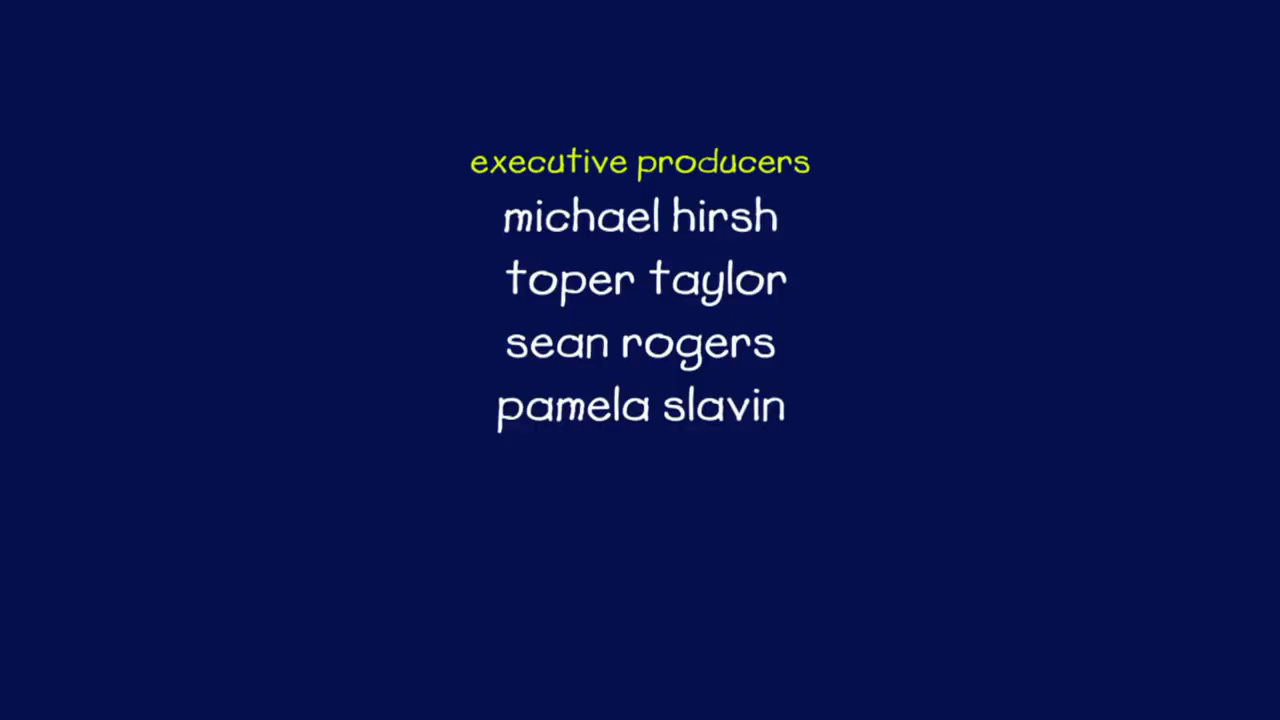 executive producers
michael hirsh
toper taylor
sean rogers
pamela slavin